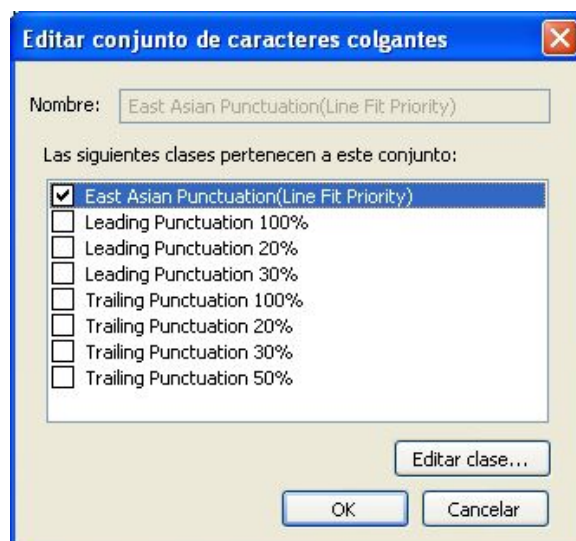 Editar conjunto de caracteres colgantes
Nombre: East Asian Punctuation(Line Fit Priority)
Las siguientes clases pertenecen a este conjunto:
East Asian Punctuation(Line Fit Priority)
Leading Punctuation 100%
Leading Punctuation 20%
Leading Punctuation 30%
Trailing Punctuation 100%
Trailing Punctuation 20%
Trailing Punctuation 30%
Trailing Punctuation 50%
Editar clase...
OK Cancelar